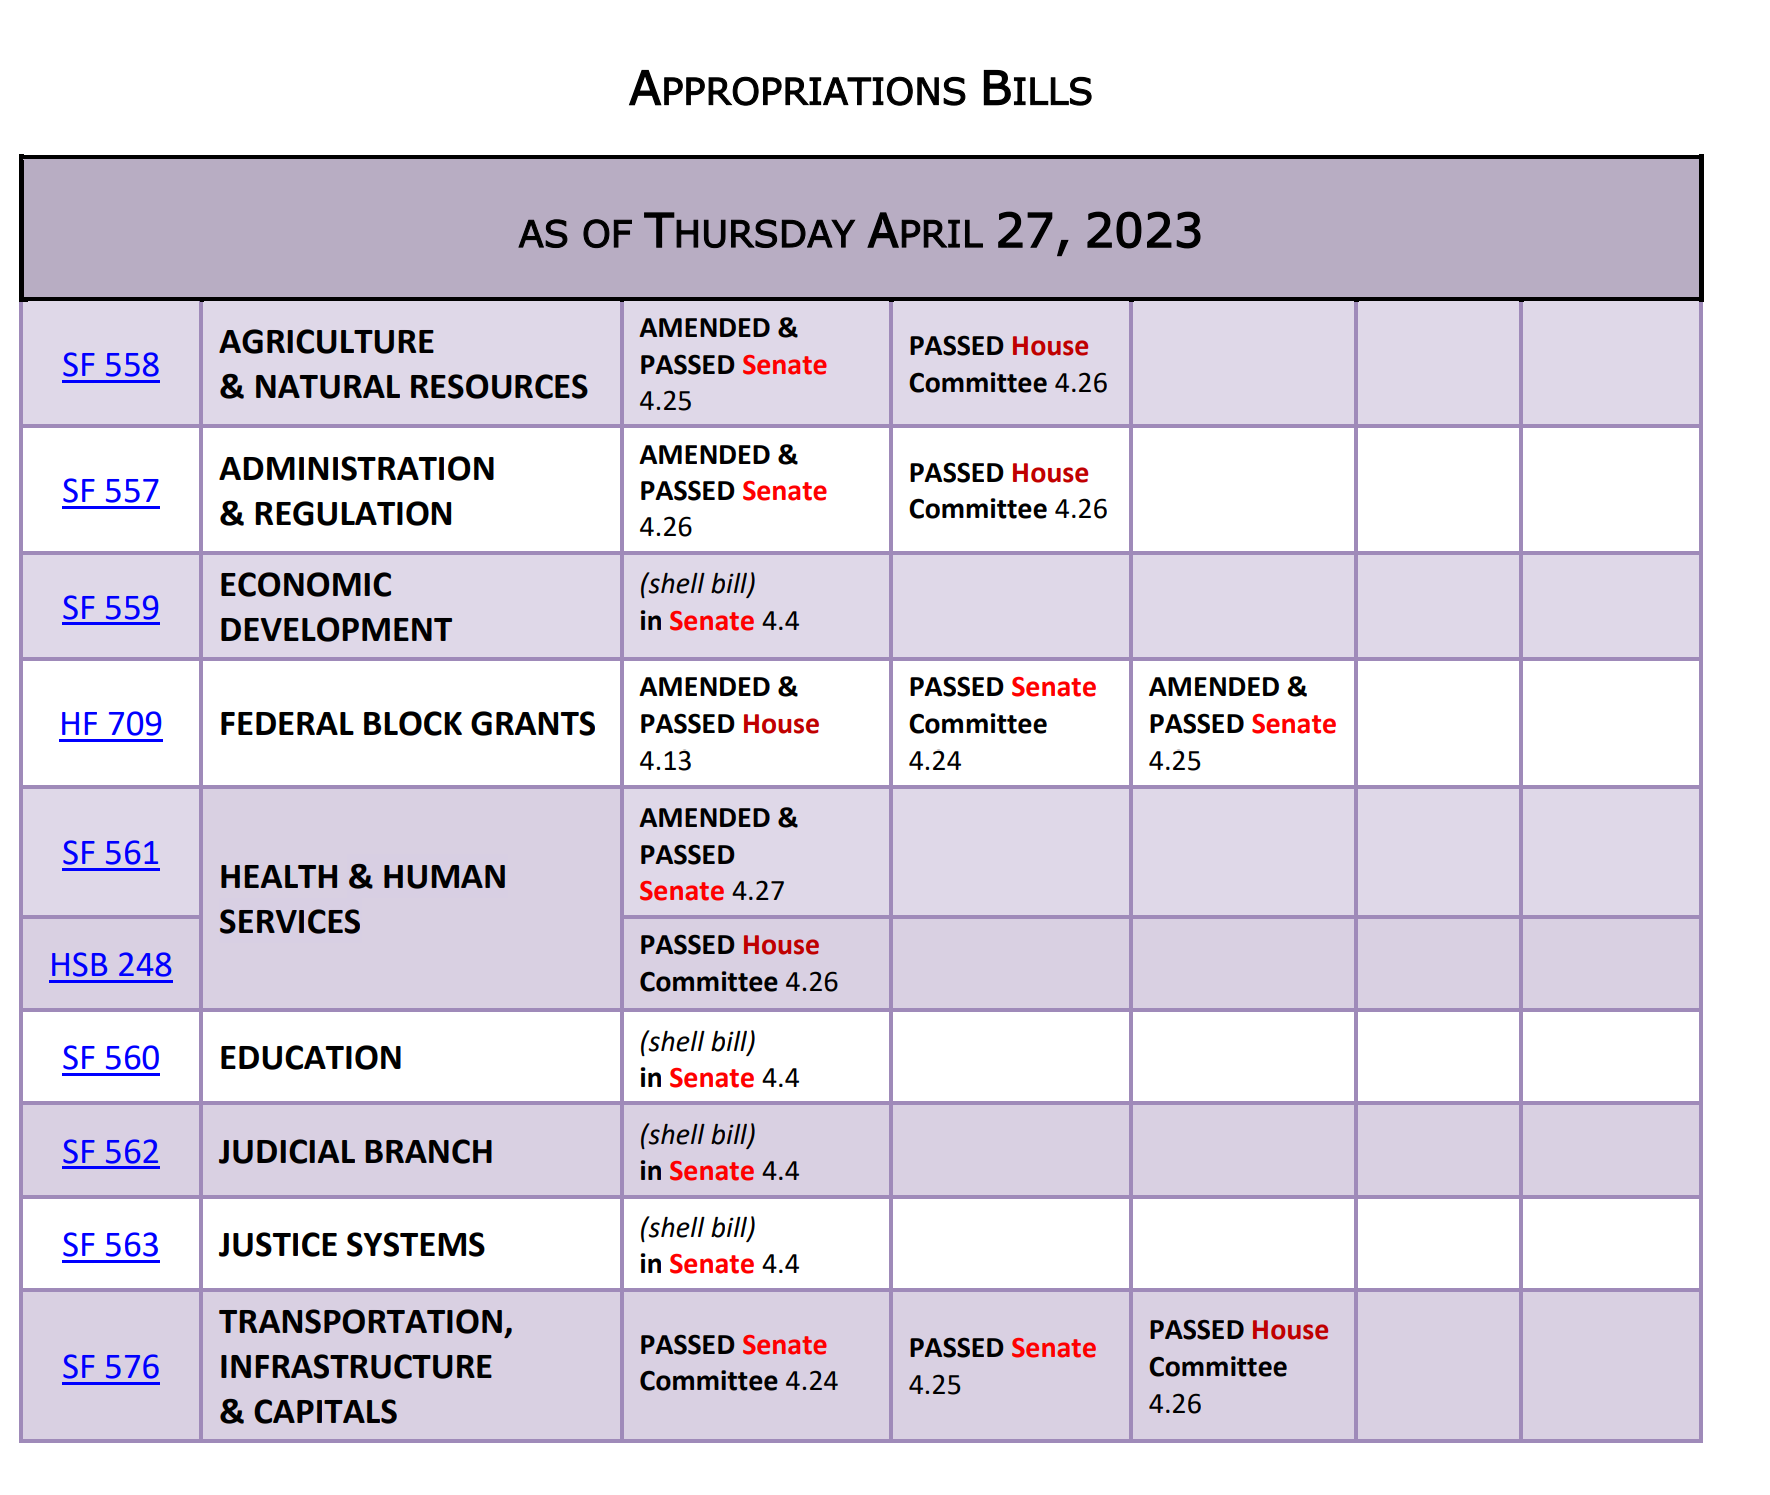 APPROPRIATIONS BILLS
AS OF THURSDAY APRIL 27, 2023
SF 558
AGRICULTURE
& NATURAL RESOURCES
AMENDED &
PASSED Senate
4.25
PASSED House
Committee 4.26
SF 557
ADMINISTRATION
& REGULATION
AMENDED &
PASSED Senate
4.26
PASSED House
Committee 4.26
SF 559
ECONOMIC
DEVELOPMENT
(shell bill)
in Senate 4.4
HF 709
FEDERAL BLOCK GRANTS
AMENDED &
PASSED House
4.13
PASSED Senate
Committee
4.24
AMENDED &
PASSED Senate
4.25
SF 561
HEALTH & HUMAN
SERVICES
AMENDED &
PASSED
Senate 4.27
HSB 248
PASSED House
Committee 4.26
SF 560
EDUCATION
(shell bill)
in Senate 4.4
SF 562
JUDICIAL BRANCH
(shell bill)
in Senate 4.4
SF 563
JUSTICE SYSTEMS
(shell bill)
in Senate 4.4
SF 576
TRANSPORTATION,
INFRASTRUCTURE
& CAPITALS
PASSED Senate
Committee 4.24
PASSED Senate
4.25
PASSED House
Committee
4.26